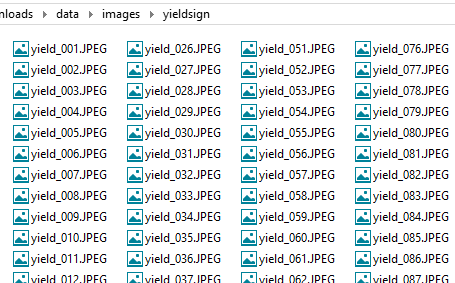 nloads > data > images > yieldsign
yield_001.JPEG yield_026.JPEG yield_051.JPEG yield_076.JPEG
yield_002.JPEG yield_027.JPEG yield_052.JPEG yield_077.JPEG
yield_003.JPEG yield_028.JPEG yield_053.JPEG yield_078.JPEG
yield_004.JPEG yield_029.JPEG yield_054.JPEG yield_079.JPEG
yield_005.JPEG yield_030.JPEG yield_055.JPEG yield_080.JPEG
yield_006.JPEG yield_031.JPEG yield_056.JPEG yield_081.JPEG
yield_007.JPEG yield_032.JPEG yield_057.JPEG yield_082.JPEG
yield_008.JPEG yield_033.JPEG yield_058.JPEG yield_083.JPEG
yield_009.JPEG yield_034.JPEG yield_059.JPEG yield_084.JPEG
yield_010.JPEG yield_035.JPEG yield_060.JPEG yield_085.JPEG
yield_011.JPEG yield_036.JPEG yield_061.JPEG yield_086.JPEG
yield_012.JPEG yield_037.JPEG yield_062.JPEG yield_087.JPEG